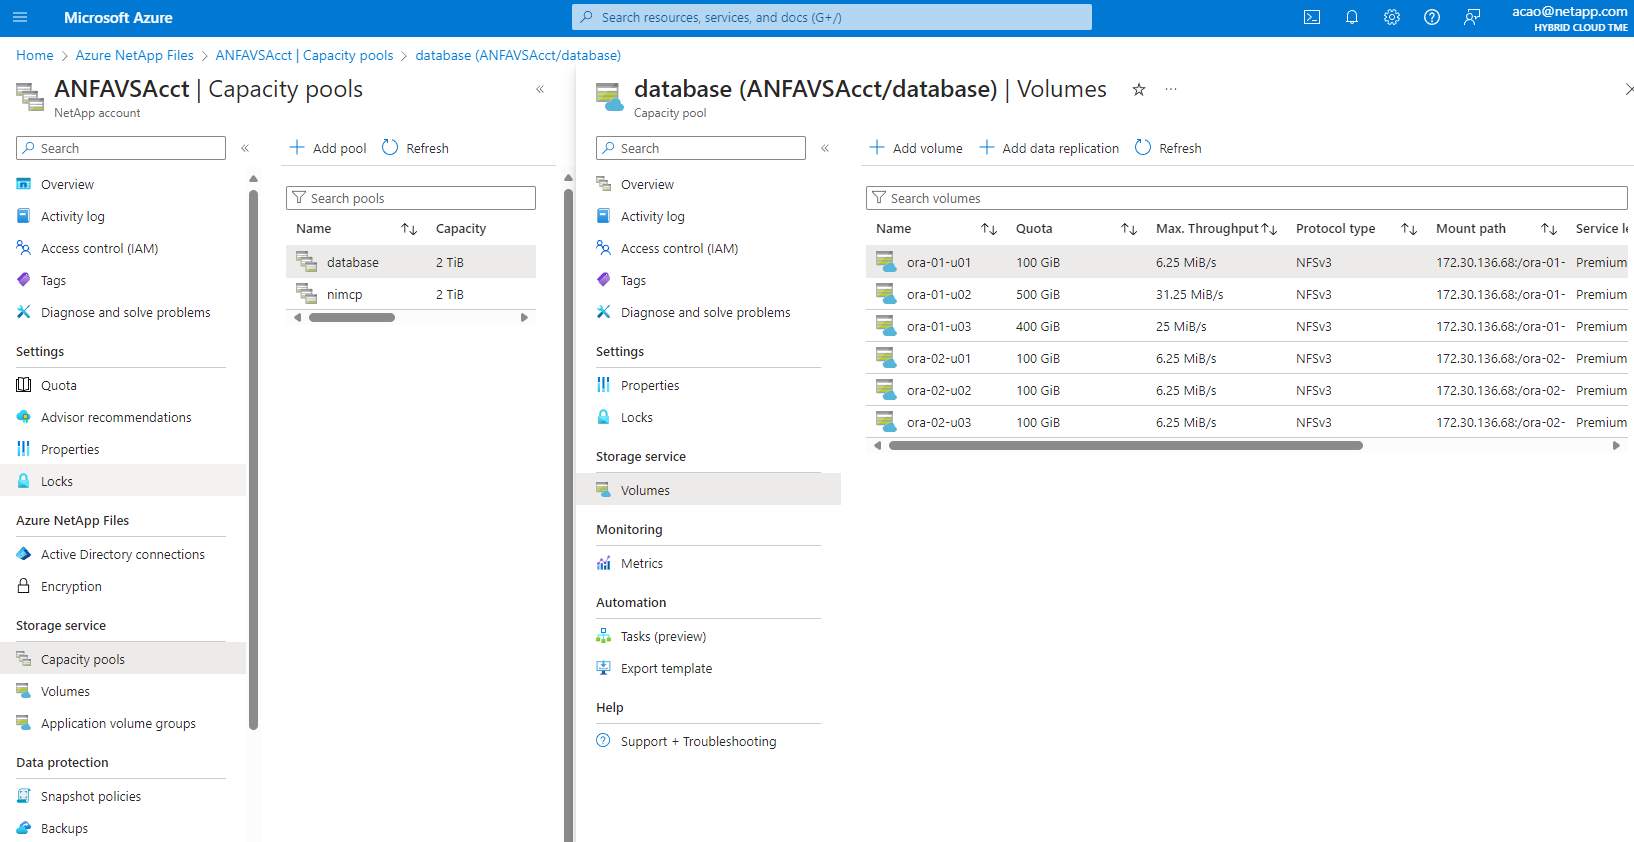 Microsoft Azure
Search resources, services, and docs (G+/)
acao@netapp.com
HYBRID CLOUD TME
Home > Azure NetApp Files > ANFAVSAcct | Capacity pools > database (ANFAVSAcct/database)
ANFAVSAcct | Capacity pools
NetApp account
Search
Overview
Activity log
Access control (IAM)
Tags
Diagnose and solve problems
Settings
Quota
Advisor recommendations
Properties
Locks
Azure NetApp Files
Active Directory connections
Encryption
Storage service
Capacity pools
Volumes
Application volume groups
Data protection
Snapshot policies
Backups
Add pool Refresh
Search pools
Name Capacity
database 2 TiB
nimcp 2 TiB
database (ANFAVSAcct/database) | Volumes
Capacity pool
Search
Overview
Activity log
Access control (IAM)
Tags
Diagnose and solve problems
Settings
Properties
Locks
Storage service
Volumes
Monitoring
Metrics
Automation
Tasks (preview)
Export template
Help
Support + Troubleshooting
Add volume Add data replication Refresh
Search volumes
Name Quota Max. Throughput Protocol type Mount path Service le
ora-01-u01 100 GiB 6.25 MiB/s NFSv3 172.30.136.68:/ora-01- Premium
ora-01-u02 500 GiB 31.25 MiB/s NFSv3 172.30.136.68:/ora-01- Premium
ora-01-u03 400 GiB 25 MiB/s NFSv3 172.30.136.68:/ora-01- Premium
ora-02-u01 100 GiB 6.25 MiB/s NFSv3 172.30.136.68:/ora-02- Premium
ora-02-u02 100 GiB 6.25 MiB/s NFSv3 172.30.136.68:/ora-02- Premium
ora-02-u03 100 GiB 6.25 MiB/s NFSv3 172.30.136.68:/ora-02- Premium